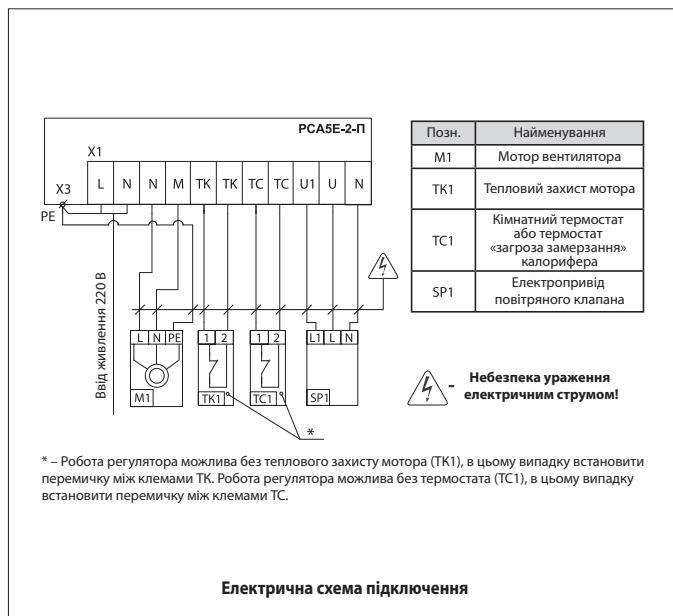 РСА5Е-2-П
X1
L N N M TK TK TC TC U1 U N
X3
PE
Ввід живлення 220 В
L N PE
M1
1 2
TK1
1 2
TC1
L1 L N
SP1
*
Позн. Найменування
M1 Мотор вентилятора
TK1 Тепловий захист мотора
TC1 Кімнатний термостат
або термостат
«загроза замерзання»
калорифера
SP1 Електропривід
повітряного клапана
- Небезпека ураження
електричним струмом!
* – Робота регулятора можлива без теплового захисту мотора (TK1), в цьому випадку встановити
перемичку між клемами TK. Робота регулятора можлива без термостата (TC1), в цьому випадку
встановити перемичку між клемами TC.
Електрична схема підключення